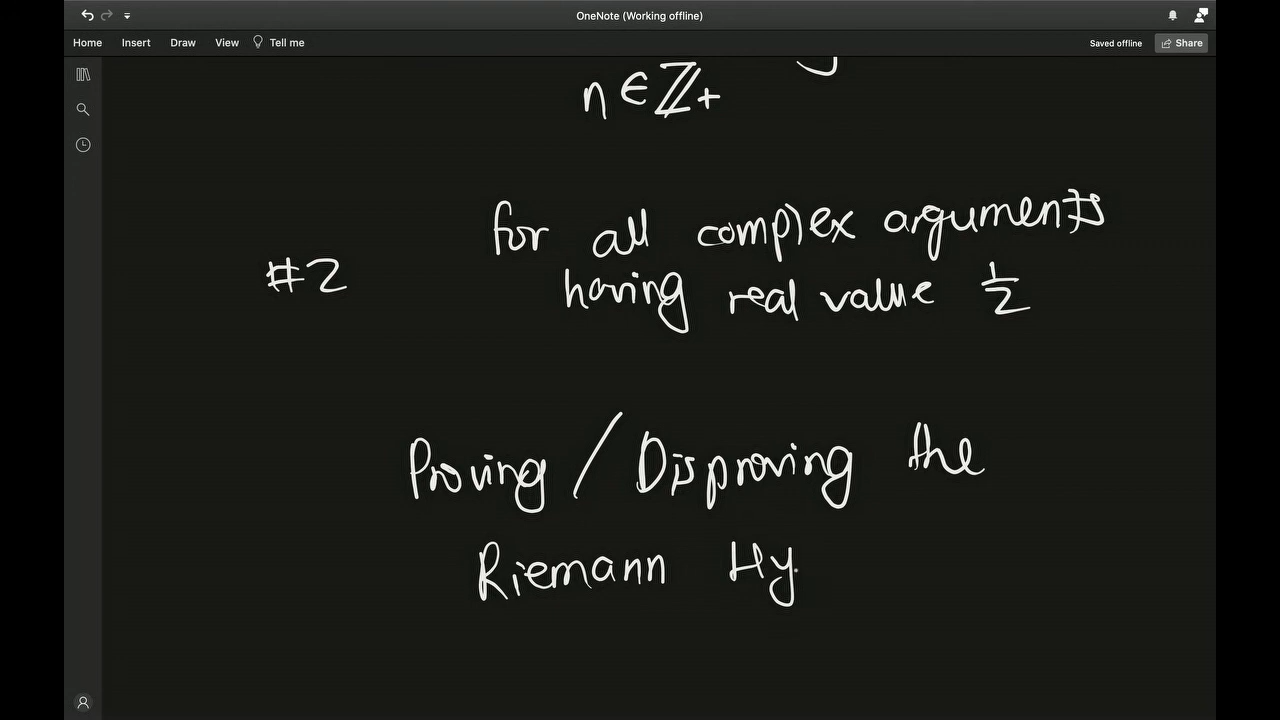 OneNote (Working offline)
Home Insert Draw View Tell me
Saved offline Share
n ∈ ℤ+
for all complex arguments
#2
having real value 1/2
Proving / Disproving the
Riemann Hy